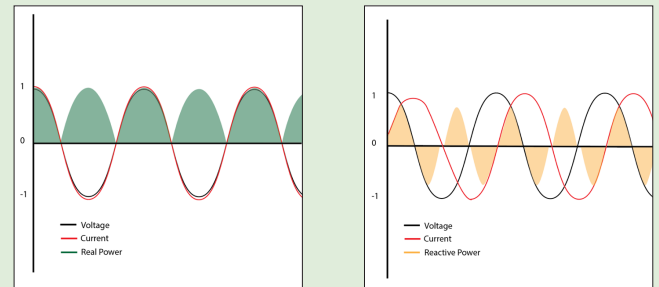 1
0
-1
Voltage
Current
Real Power
1
0
-1
Voltage
Current
Reactive Power